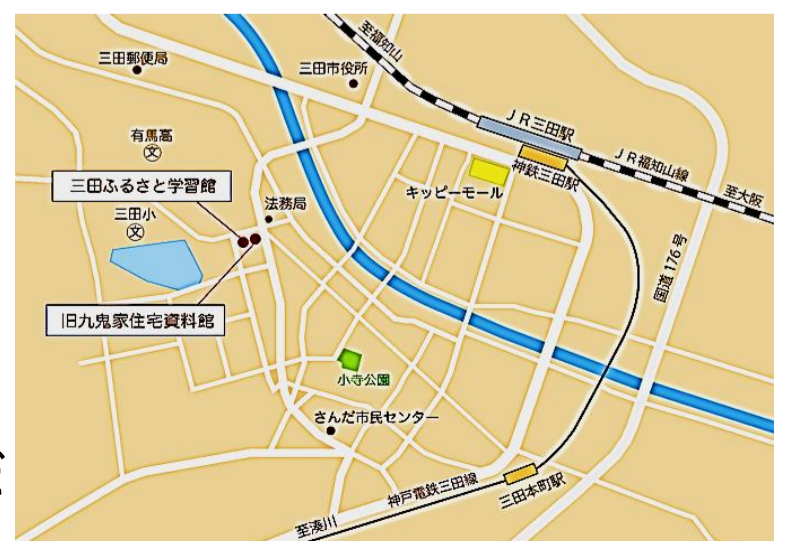 至福知山
三田郵便局
三田市役所
JR三田駅
有馬高
文
神鉄三田駅
JR福知山線
三田ふるさと学習館
キッピーモール
至大阪
法務局
三田小
文
国道176号
旧九鬼家住宅資料館
小寺公園
さんだ市民センター
神戸電鉄三田線
三田本町駅
至湊川